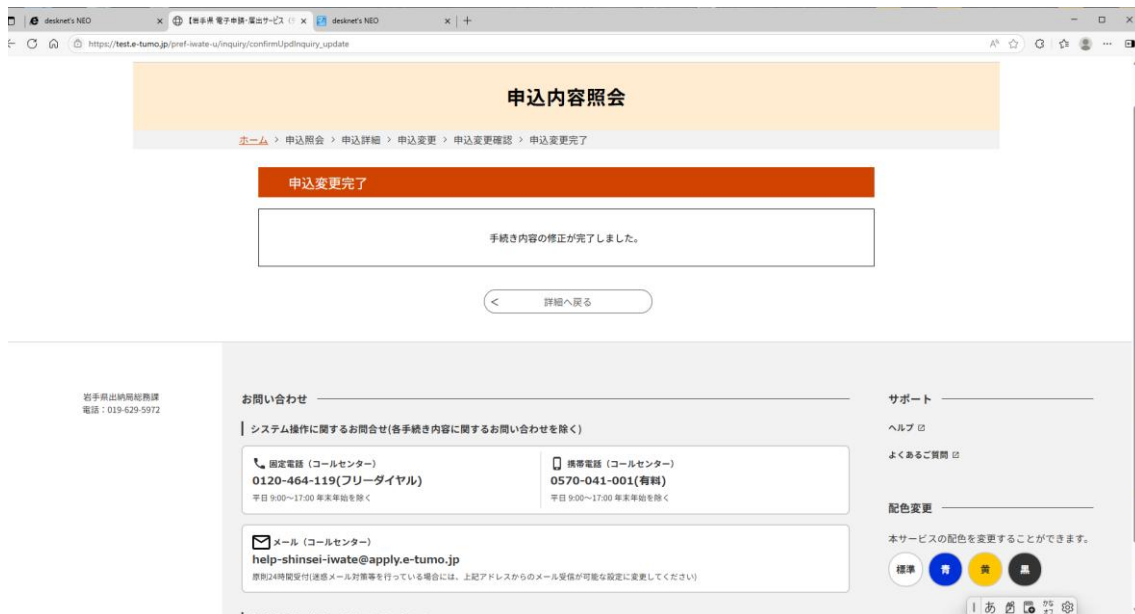 desknet's NEO
【岩手県 電子申請・届出サービス
desknet's NEO
https://test.e-tumo.jp/pref-iwate-u/inquiry/confirmUpdInquiry_update
申込内容照会
ホーム > 申込照会 > 申込詳細 > 申込変更 > 申込変更確認 > 申込変更完了
申込変更完了
手続き内容の修正が完了しました。
< 詳細へ戻る
岩手県出納局総務課
電話：019-629-5972
お問い合わせ
システム操作に関するお問合せ(各手続き内容に関するお問い合わせを除く)
固定電話（コールセンター）
0120-464-119(フリーダイヤル)
平日 9:00～17:00 年末年始を除く
携帯電話（コールセンター）
0570-041-001(有料)
平日 9:00～17:00 年末年始を除く
メール（コールセンター）
help-shinsei-iwate@apply.e-tumo.jp
原則24時間受付(迷惑メール対策等を行っている場合には、上記アドレスからのメール受信が可能な設定に変更してください)
サポート
ヘルプ
よくあるご質問
配色変更
本サービスの配色を変更することができます。
標準 青 黄 黒
あ